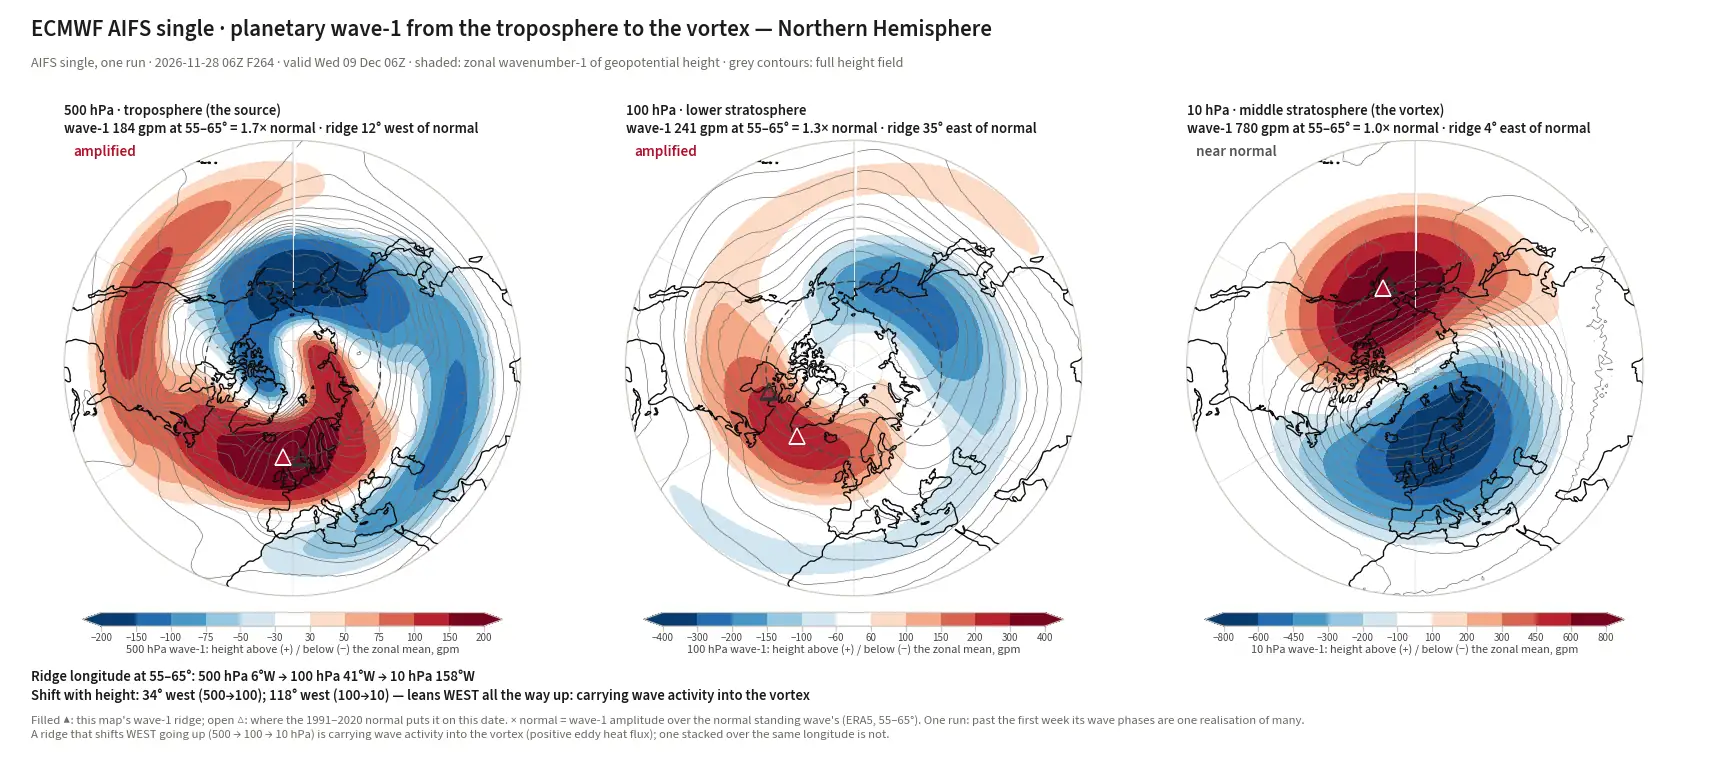 ECMWF AIFS single · planetary wave-1 from the troposphere to the vortex — Northern Hemisphere
AIFS single, one run · 2026-11-28 06Z F264 · valid Wed 09 Dec 06Z · shaded: zonal wavenumber-1 of geopotential height · grey contours: full height field
500 hPa · troposphere (the source)
wave-1 184 gpm at 55–65° = 1.7× normal · ridge 12° west of normal
amplified
100 hPa · lower stratosphere
wave-1 241 gpm at 55–65° = 1.3× normal · ridge 35° east of normal
amplified
10 hPa · middle stratosphere (the vortex)
wave-1 780 gpm at 55–65° = 1.0× normal · ridge 4° east of normal
near normal
−200 −150 −100 −75 −50 −30 30 50 75 100 150 200
500 hPa wave-1: height above (+) / below (−) the zonal mean, gpm
−400 −300 −200 −150 −100 −60 60 100 150 200 300 400
100 hPa wave-1: height above (+) / below (−) the zonal mean, gpm
−800 −600 −450 −300 −200 −100 100 200 300 450 600 800
10 hPa wave-1: height above (+) / below (−) the zonal mean, gpm
Ridge longitude at 55–65°: 500 hPa 6°W → 100 hPa 41°W → 10 hPa 158°W
Shift with height: 34° west (500→100); 118° west (100→10) — leans WEST all the way up: carrying wave activity into the vortex
Filled ▲: this map's wave-1 ridge; open △: where the 1991–2020 normal puts it on this date. × normal = wave-1 amplitude over the normal standing wave's (ERA5, 55–65°). One run: past the first week its wave phases are one realisation of many.
A ridge that shifts WEST going up (500 → 100 → 10 hPa) is carrying wave activity into the vortex (positive eddy heat flux); one stacked over the same longitude is not.